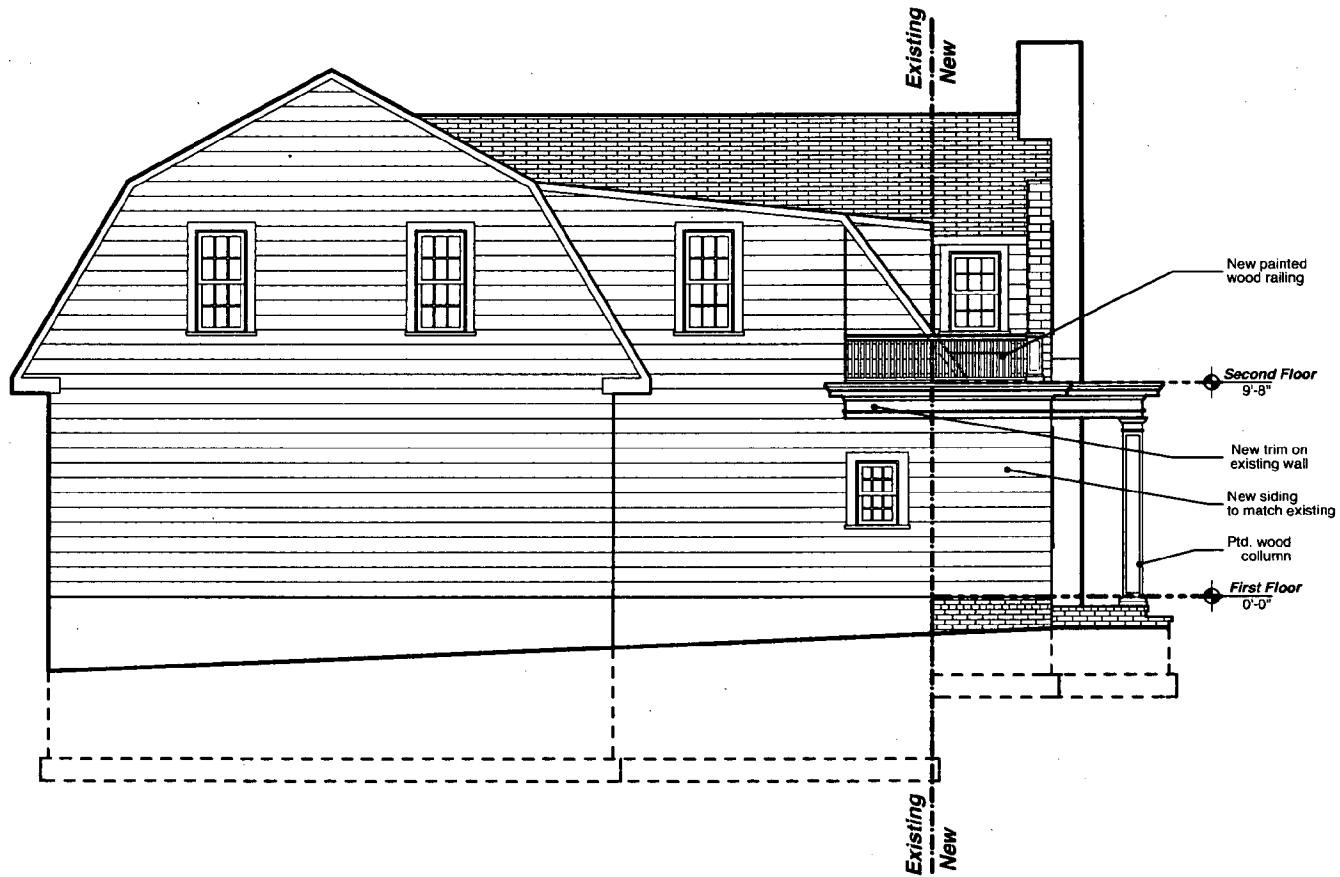 Existing
New
New painted
wood railing
Second Floor
9'-8"
New trim on
existing wall
New siding
to match existing
Ptd. wood
collumn
First Floor
0'-0"
Existing
New